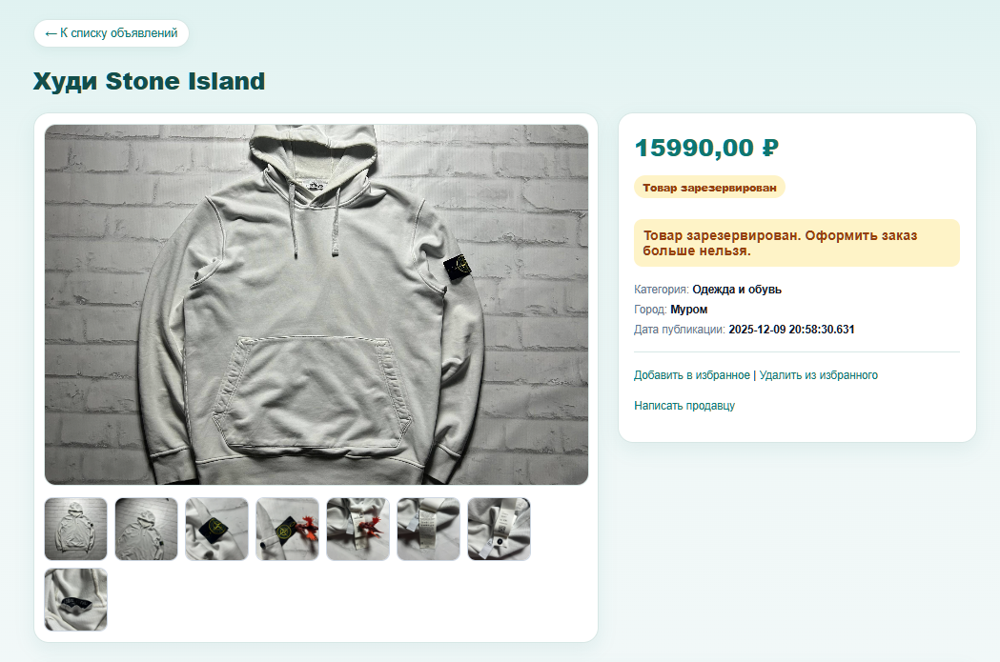 ← К списку объявлений
Худи Stone Island
15990,00 ₽
Товар зарезервирован
Товар зарезервирован. Оформить заказ
больше нельзя.
Категория: Одежда и обувь
Город: Муром
Дата публикации: 2025-12-09 20:58:30.631
Добавить в избранное | Удалить из избранного
Написать продавцу